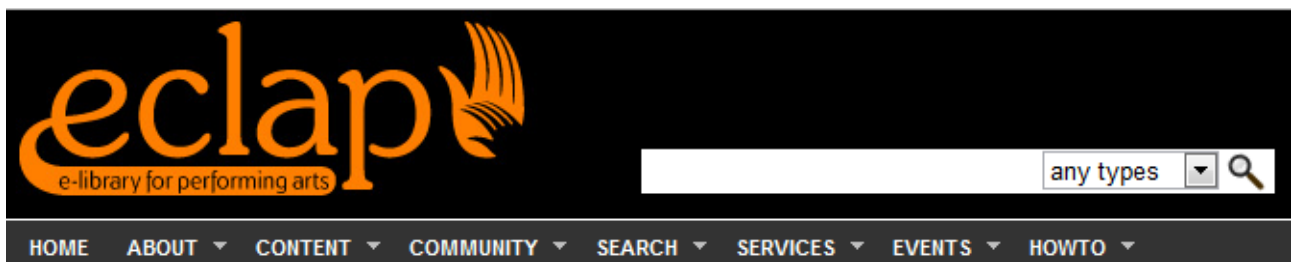 eclap
e-library for performing arts
any types
HOME ABOUT CONTENT COMMUNITY SEARCH SERVICES EVENTS HOWTO